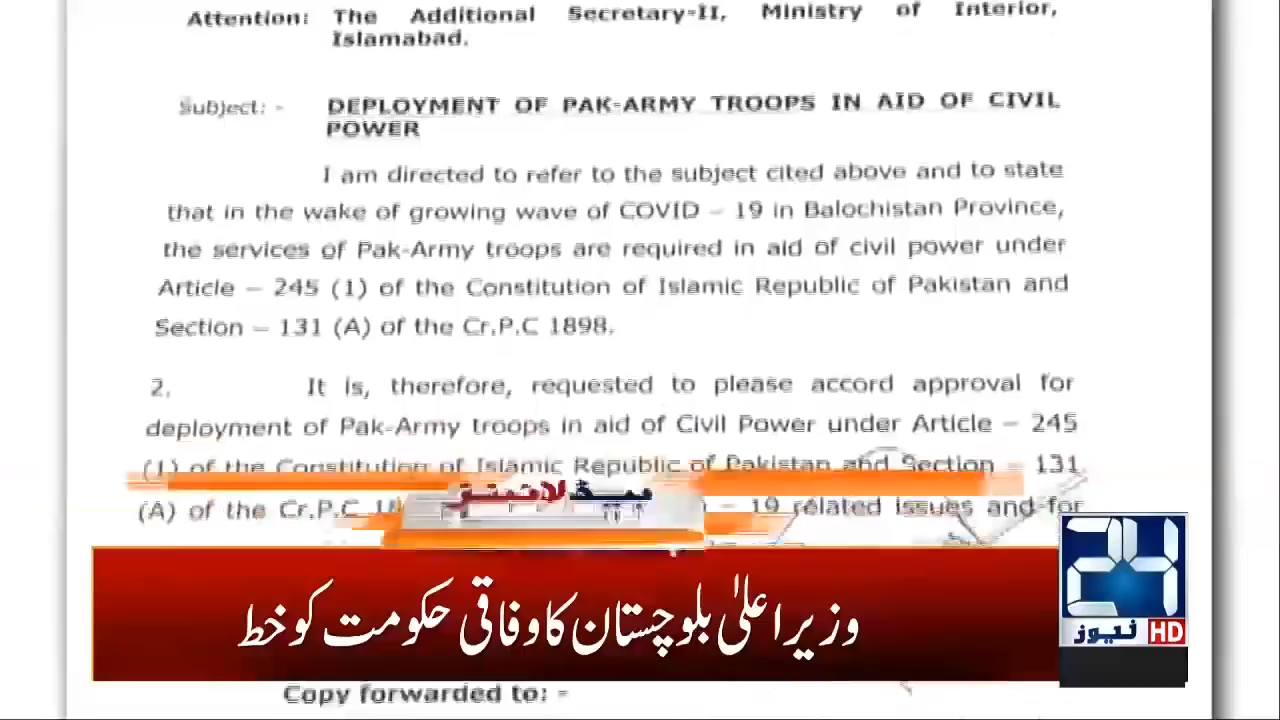 Attention: The Additional Secretary-II, Ministry of Interior,
Islamabad.
Subject: - DEPLOYMENT OF PAK-ARMY TROOPS IN AID OF CIVIL
POWER
I am directed to refer to the subject cited above and to state
that in the wake of growing wave of COVID – 19 in Balochistan Province,
the services of Pak-Army troops are required in aid of civil power under
Article – 245 (1) of the Constitution of Islamic Republic of Pakistan and
Section – 131 (A) of the Cr.P.C 1898.
2. It is, therefore, requested to please accord approval for
deployment of Pak-Army troops in aid of Civil Power under Article – 245
(1) of the Constitution of Islamic Republic of Pakistan and Section – 131
(A) of the Cr.P.C – 19 related issues and for
ہیڈلائینز
وزیراعلیٰ بلوچستان کا وفاقی حکومت کو خط
24
نیوز HD
Copy forwarded to: -